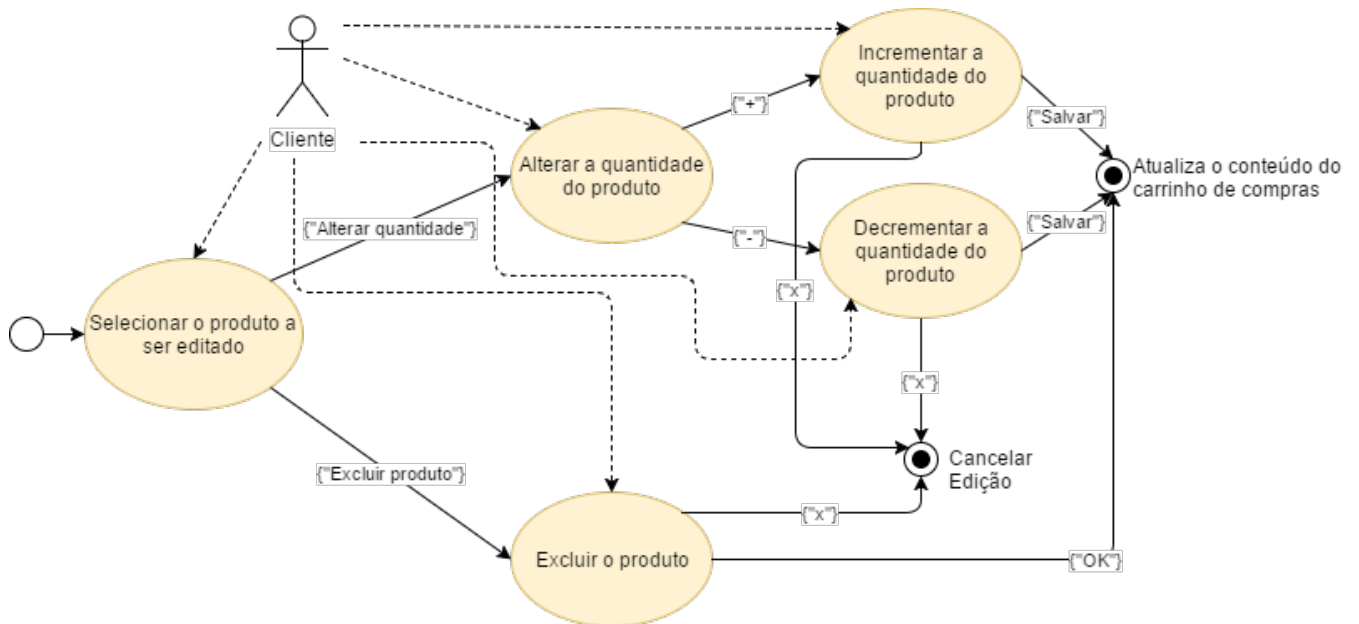 Incrementar a
quantidade do
produto
{"+"}
{"Salvar"}
Cliente
Alterar a quantidade
do produto
Atualiza o conteúdo do
carrinho de compras
{"Alterar quantidade"}
{"-"}
Decrementar a
quantidade do
produto
{"Salvar"}
{"x"}
Selecionar o produto a
ser editado
{"x"}
{"Excluir produto"}
Cancelar
Edição
{"x"}
Excluir o produto
{"OK"}